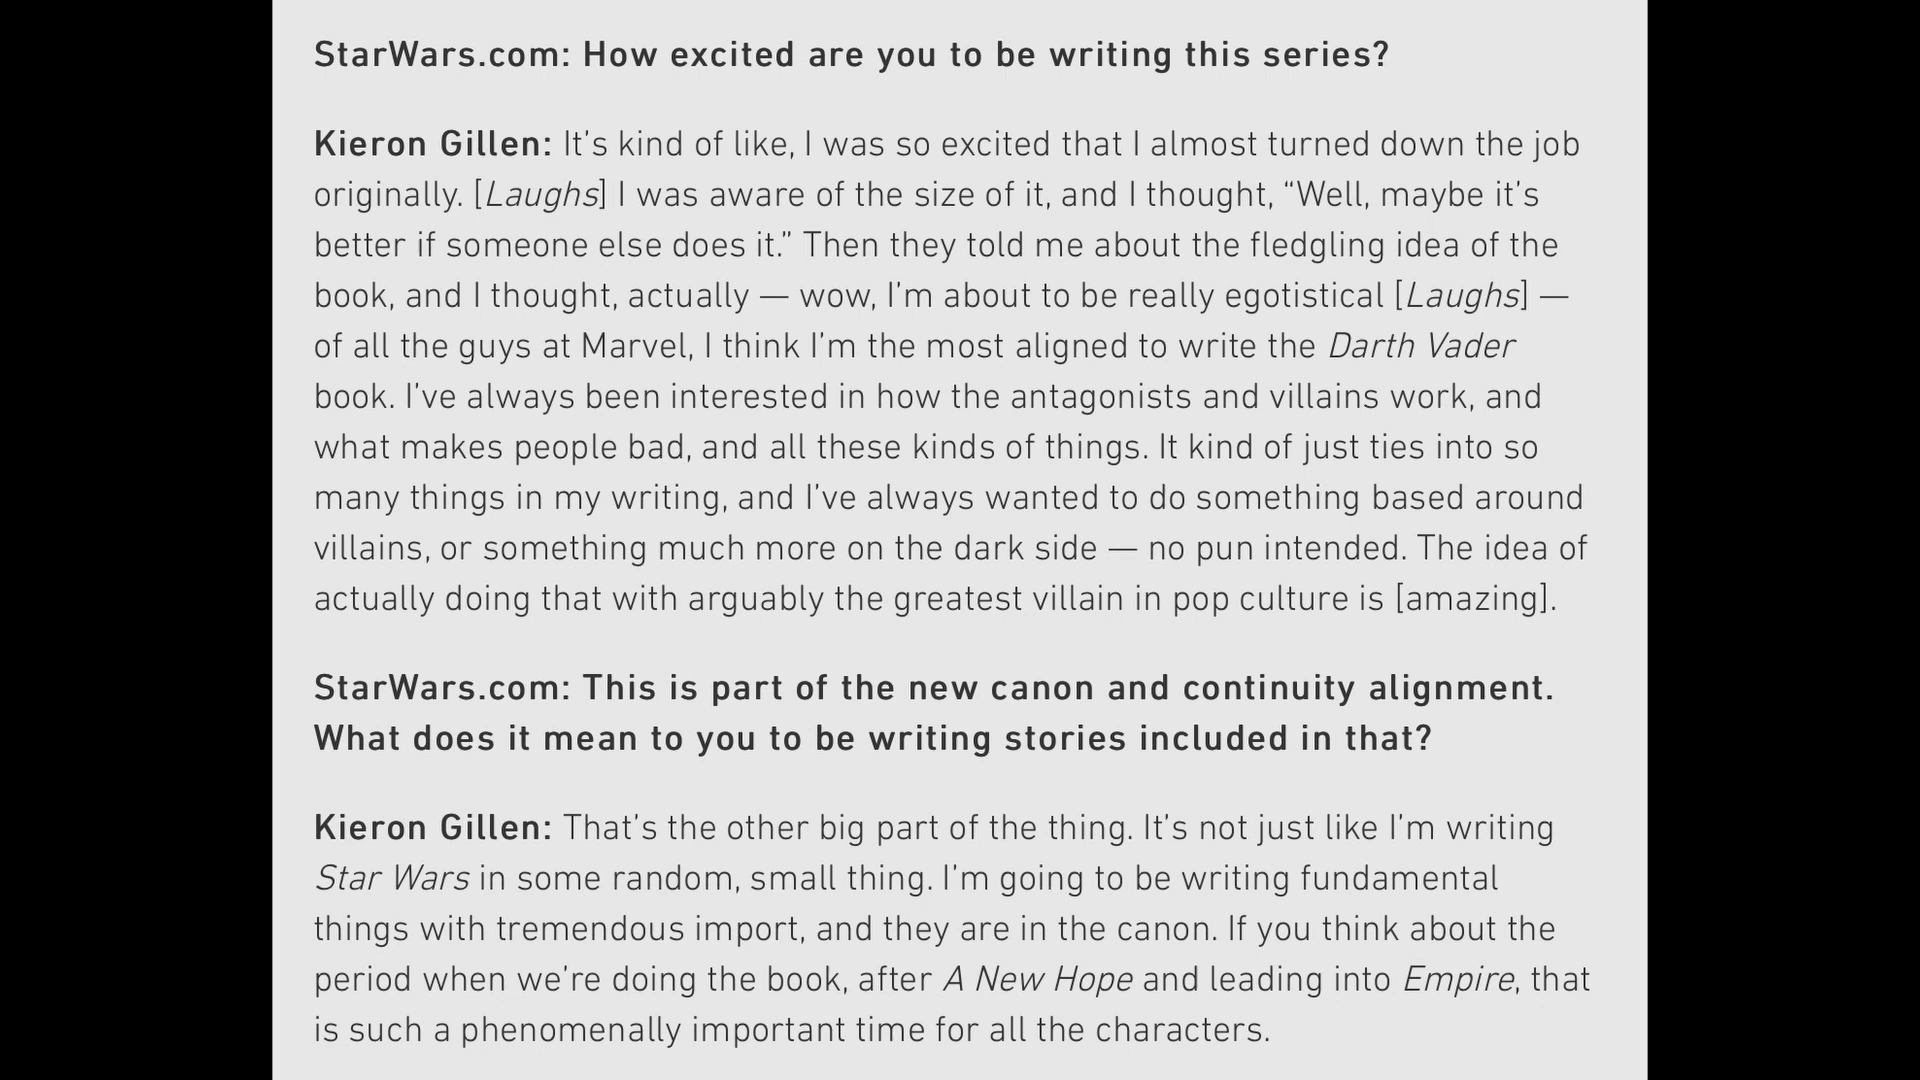 StarWars.com: How excited are you to be writing this series?
Kieron Gillen: It’s kind of like, I was so excited that I almost turned down the job
originally. [Laughs] I was aware of the size of it, and I thought, “Well, maybe it’s
better if someone else does it.” Then they told me about the fledgling idea of the
book, and I thought, actually — wow, I’m about to be really egotistical [Laughs] —
of all the guys at Marvel, I think I’m the most aligned to write the Darth Vader
book. I’ve always been interested in how the antagonists and villains work, and
what makes people bad, and all these kinds of things. It kind of just ties into so
many things in my writing, and I’ve always wanted to do something based around
villains, or something much more on the dark side — no pun intended. The idea of
actually doing that with arguably the greatest villain in pop culture is [amazing].
StarWars.com: This is part of the new canon and continuity alignment.
What does it mean to you to be writing stories included in that?
Kieron Gillen: That’s the other big part of the thing. It’s not just like I’m writing
Star Wars in some random, small thing. I’m going to be writing fundamental
things with tremendous import, and they are in the canon. If you think about the
period when we’re doing the book, after A New Hope and leading into Empire, that
is such a phenomenally important time for all the characters.